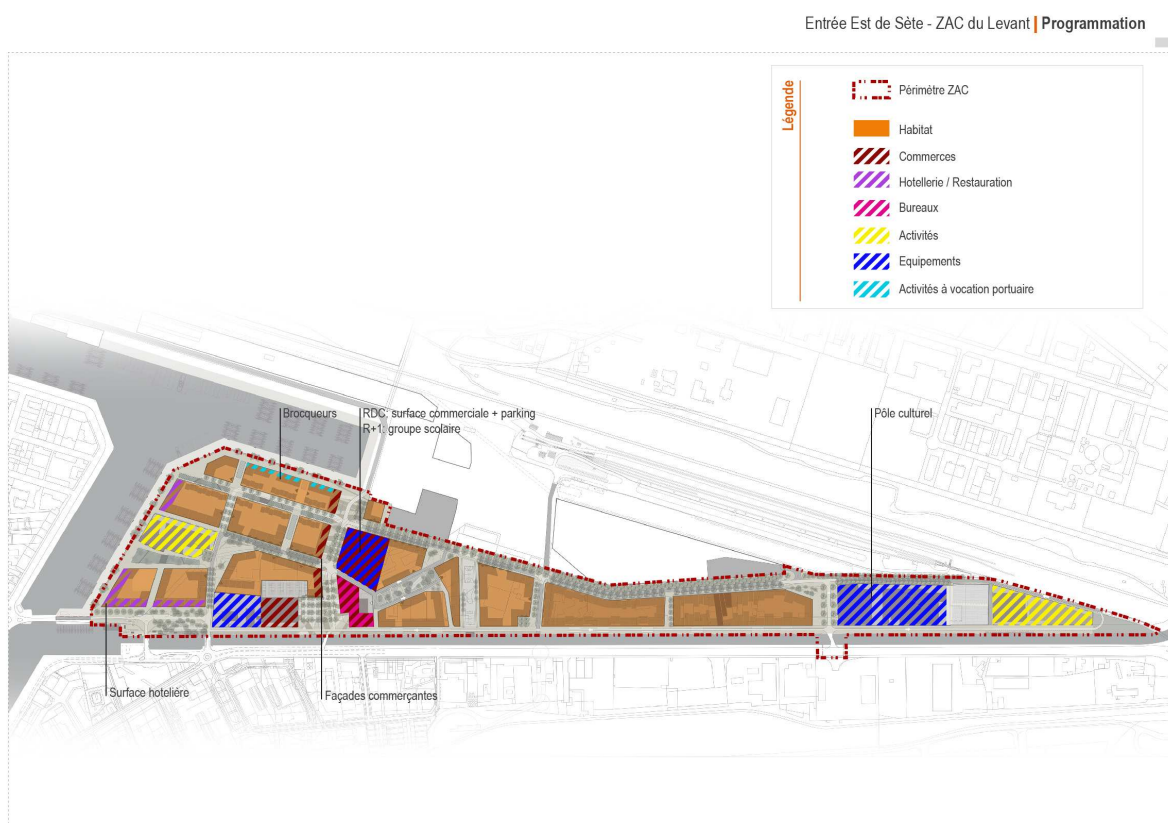 Entrée Est de Sète - ZAC du Levant | Programmation
Légende
Périmètre ZAC
Habitat
Commerces
Hotellerie / Restauration
Bureaux
Activités
Equipements
Activités à vocation portuaire
Brocqueurs
RDC: surface commerciale + parking
R+1: groupe scolaire
Pôle culturel
Surface hoteliére
Façades commerçantes